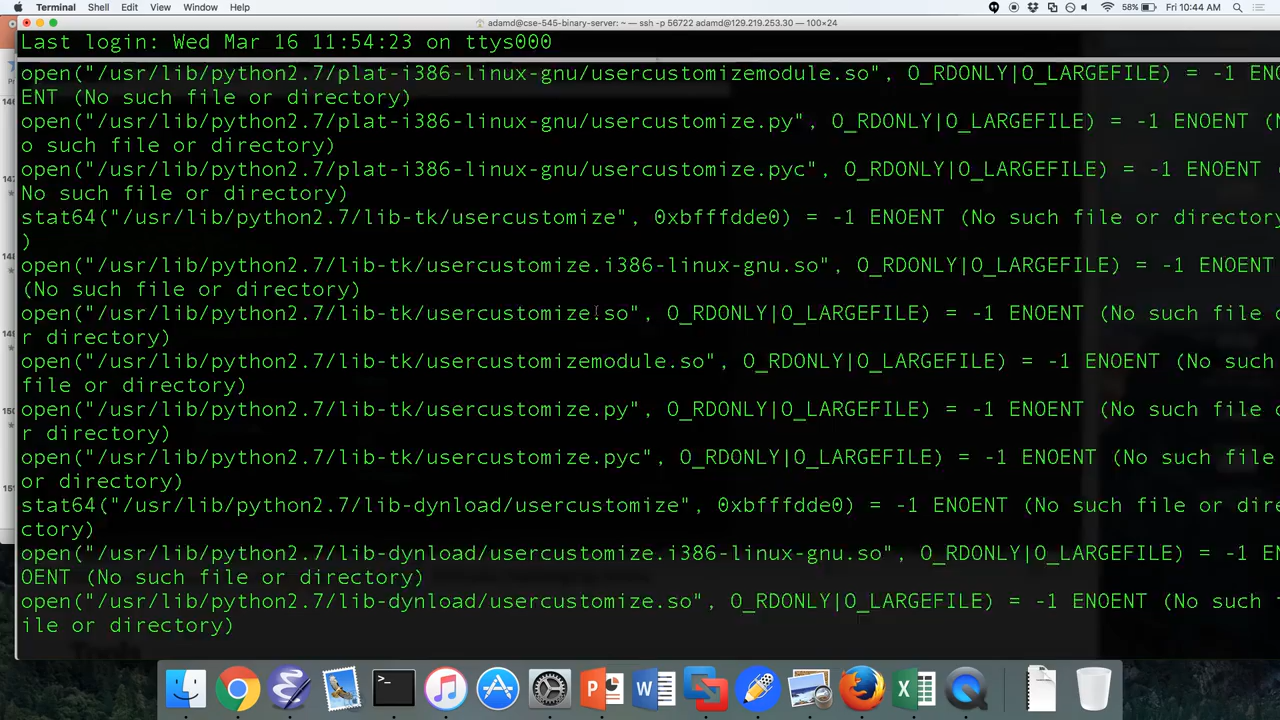 Terminal Shell Edit View Window Help 58% Fri 10:44 AM
adamd@cse-545-binary-server: ~ — ssh -p 56722 adamd@129.219.253.30 — 100×24
Last login: Wed Mar 16 11:54:23 on ttys000
open("/usr/lib/python2.7/plat-i386-linux-gnu/usercustomizemodule.so", O_RDONLY|O_LARGEFILE) = -1 ENO
ENT (No such file or directory)
open("/usr/lib/python2.7/plat-i386-linux-gnu/usercustomize.py", O_RDONLY|O_LARGEFILE) = -1 ENOENT (N
o such file or directory)
open("/usr/lib/python2.7/plat-i386-linux-gnu/usercustomize.pyc", O_RDONLY|O_LARGEFILE) = -1 ENOENT
No such file or directory)
stat64("/usr/lib/python2.7/lib-tk/usercustomize", 0xbfffdde0) = -1 ENOENT (No such file or directory
)
open("/usr/lib/python2.7/lib-tk/usercustomize.i386-linux-gnu.so", O_RDONLY|O_LARGEFILE) = -1 ENOENT
(No such file or directory)
open("/usr/lib/python2.7/lib-tk/usercustomize.so", O_RDONLY|O_LARGEFILE) = -1 ENOENT (No such file o
r directory)
open("/usr/lib/python2.7/lib-tk/usercustomizemodule.so", O_RDONLY|O_LARGEFILE) = -1 ENOENT (No such
file or directory)
open("/usr/lib/python2.7/lib-tk/usercustomize.py", O_RDONLY|O_LARGEFILE) = -1 ENOENT (No such file o
r directory)
open("/usr/lib/python2.7/lib-tk/usercustomize.pyc", O_RDONLY|O_LARGEFILE) = -1 ENOENT (No such file
or directory)
stat64("/usr/lib/python2.7/lib-dynload/usercustomize", 0xbfffdde0) = -1 ENOENT (No such file or dire
ctory)
open("/usr/lib/python2.7/lib-dynload/usercustomize.i386-linux-gnu.so", O_RDONLY|O_LARGEFILE) = -1 EN
OENT (No such file or directory)
open("/usr/lib/python2.7/lib-dynload/usercustomize.so", O_RDONLY|O_LARGEFILE) = -1 ENOENT (No such f
ile or directory)